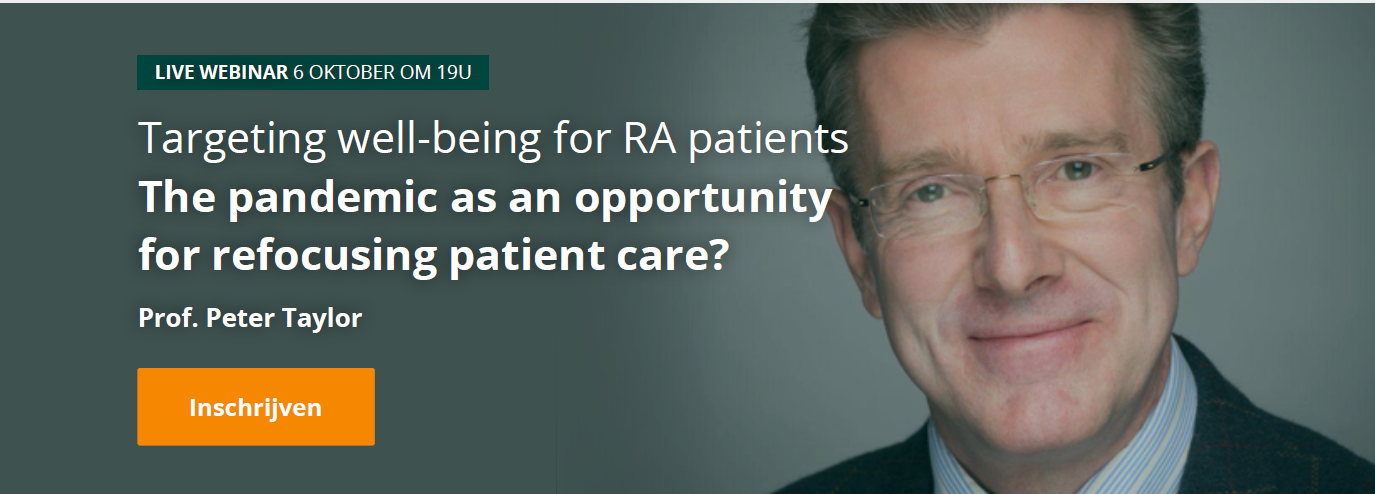 LIVE WEBINAR 6 OKTOBER OM 19U
Targeting well-being for RA patients
The pandemic as an opportunity
for refocusing patient care?
Prof. Peter Taylor
Inschrijven